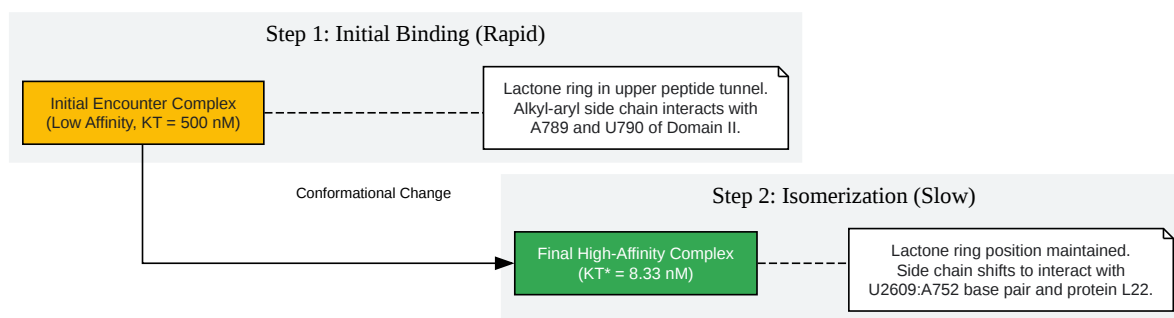 Step 1: Initial Binding (Rapid)
Initial Encounter Complex
(Low Affinity, KT = 500 nM)
Lactone ring in upper peptide tunnel.
Alkyl-aryl side chain interacts with
A789 and U790 of Domain II.
Conformational Change
Step 2: Isomerization (Slow)
Final High-Affinity Complex
(KT* = 8.33 nM)
Lactone ring position maintained.
Side chain shifts to interact with
U2609:A752 base pair and protein L22.